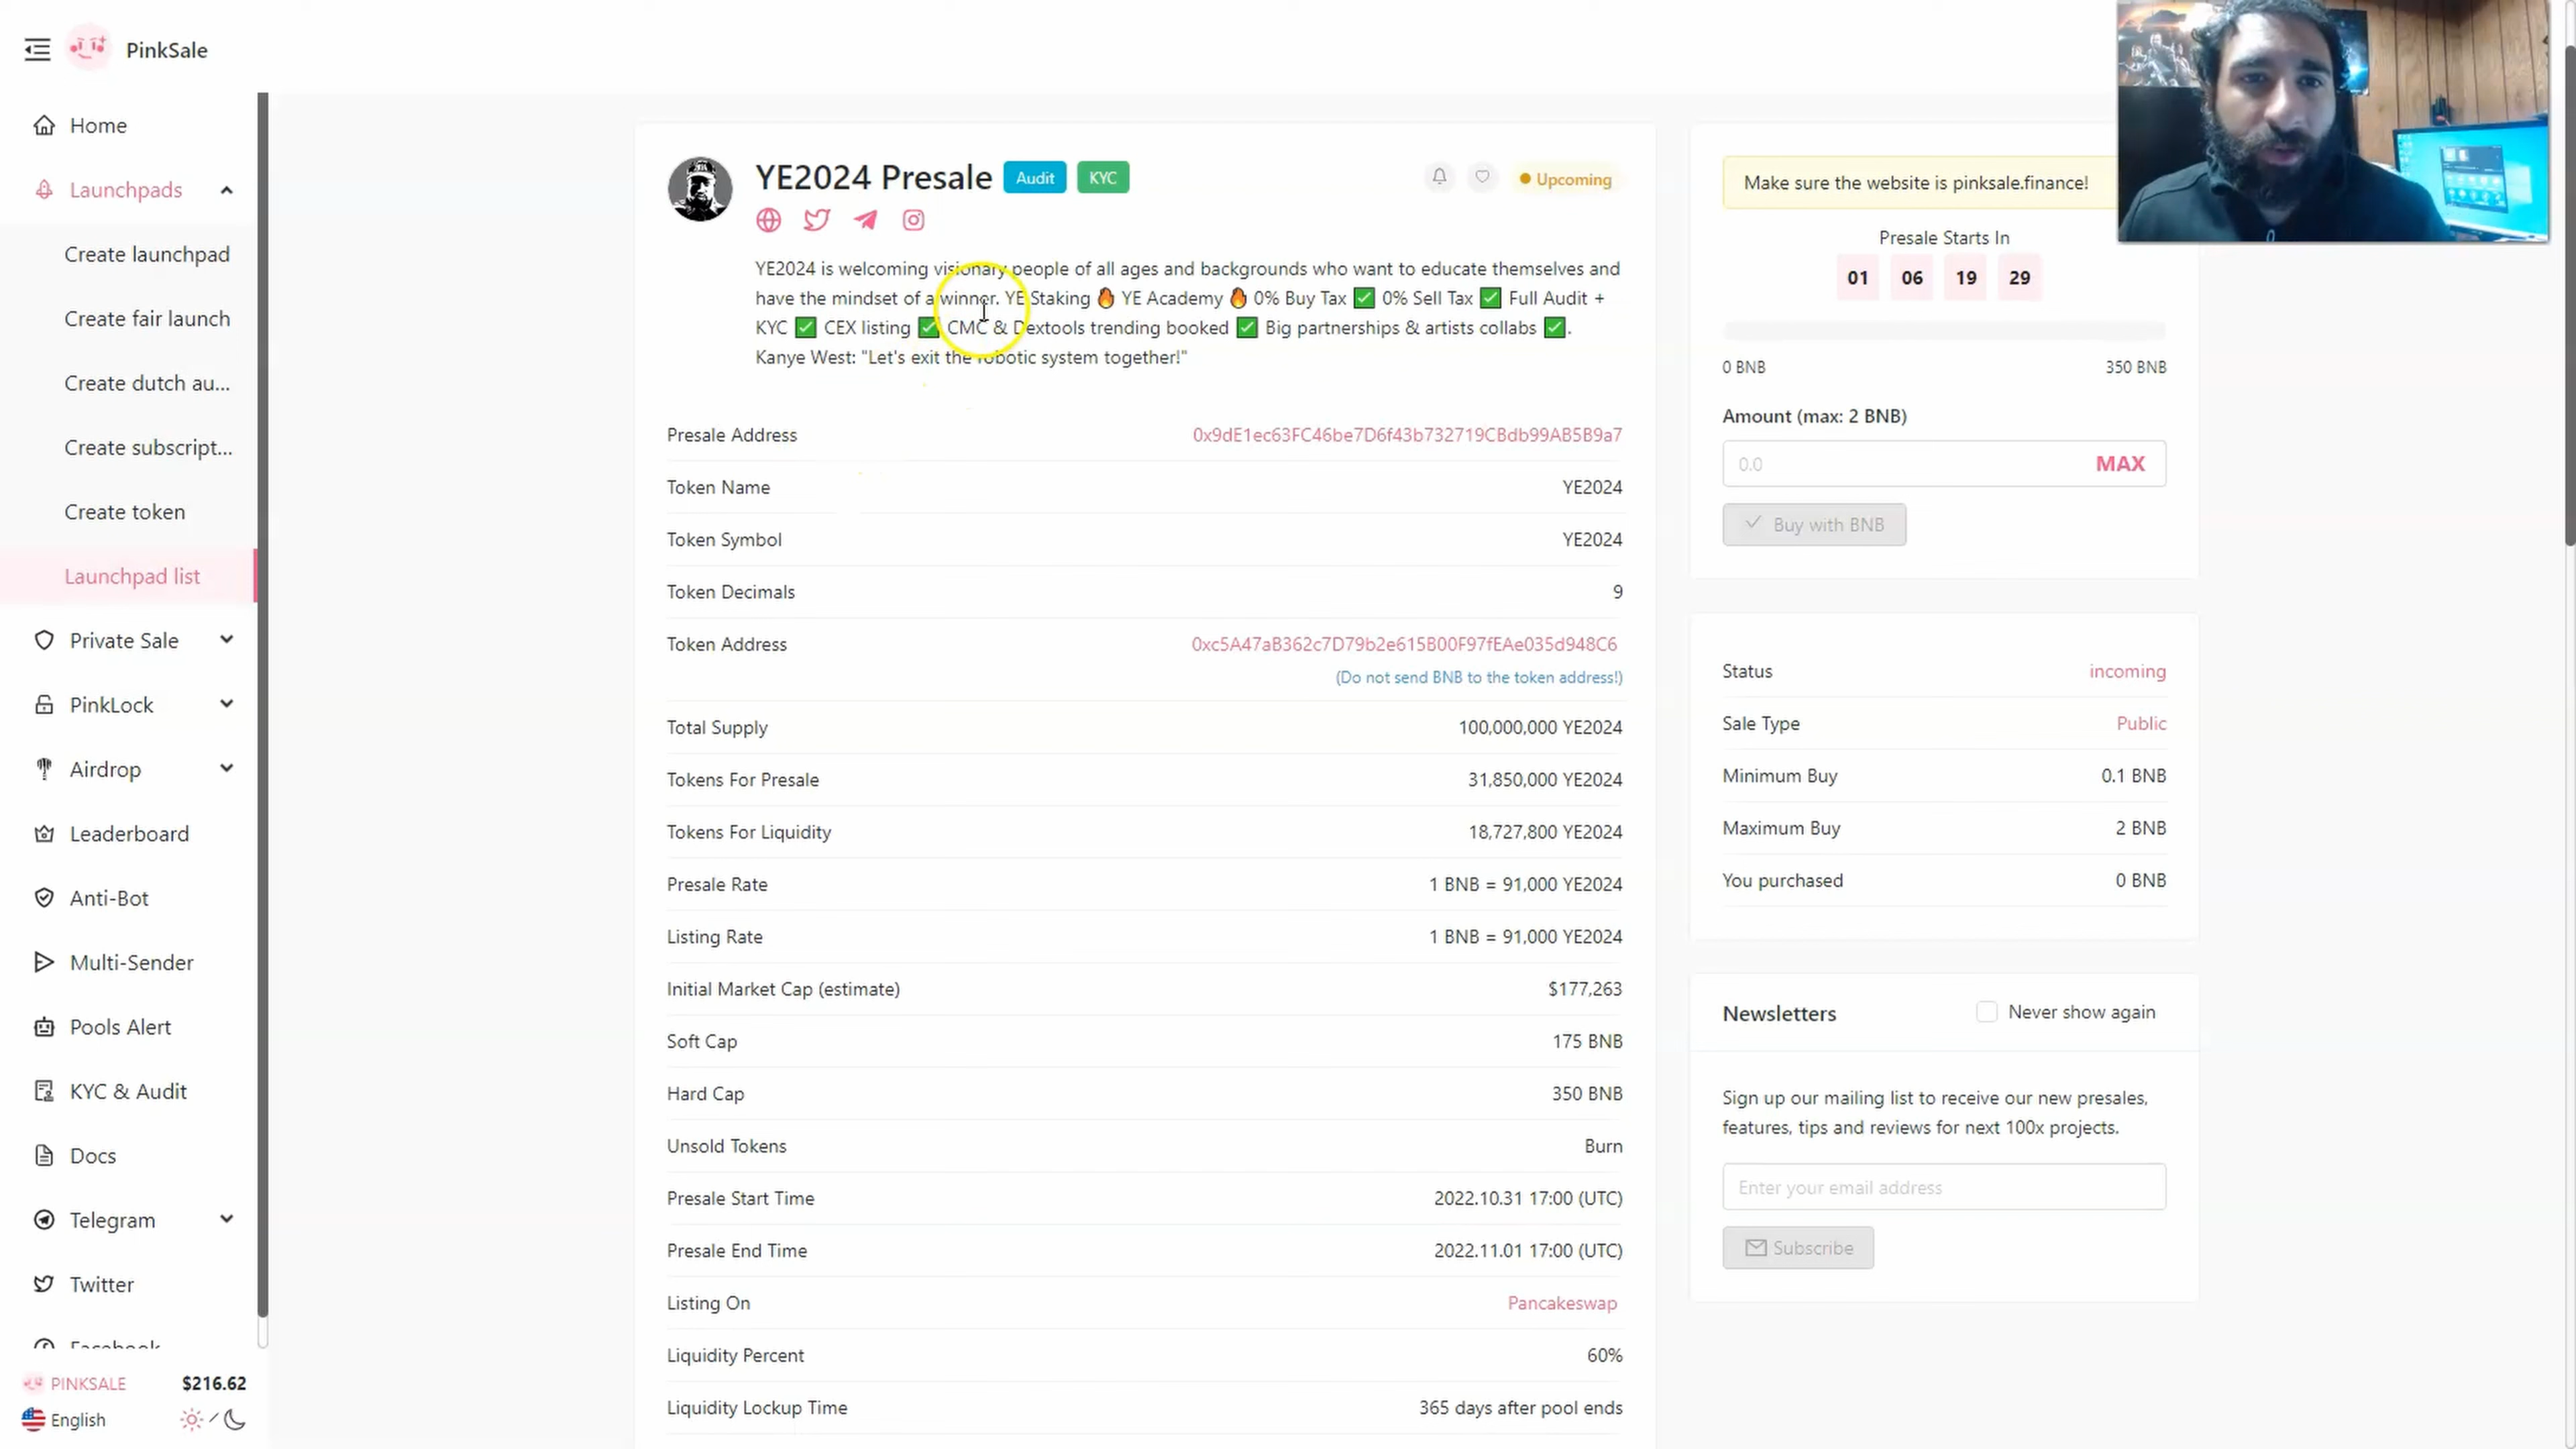 PinkSale
Home
Launchpads
Create launchpad
Create fair launch
Create dutch au...
Create subscript...
Create token
Launchpad list
Private Sale
PinkLock
Airdrop
Leaderboard
Anti-Bot
Multi-Sender
Pools Alert
KYC & Audit
Docs
Telegram
Twitter
Facebook
PINKSALE $216.62
English
YE2024 Presale Audit KYC
Upcoming
YE2024 is welcoming visionary people of all ages and backgrounds who want to educate themselves and
have the mindset of a winner. YE Staking 🔥 YE Academy 🔥 0% Buy Tax ✅ 0% Sell Tax ✅ Full Audit +
KYC ✅ CEX listing ✅ CMC & Dextools trending booked ✅ Big partnerships & artists collabs ✅.
Kanye West: "Let's exit the robotic system together!"
Presale Address 0x9dE1ec63FC46be7D6f43b732719CBdb99AB5B9a7
Token Name YE2024
Token Symbol YE2024
Token Decimals 9
Token Address 0xc5A47aB362c7D79b2e615B00F97fEAe035d948C6
(Do not send BNB to the token address!)
Total Supply 100,000,000 YE2024
Tokens For Presale 31,850,000 YE2024
Tokens For Liquidity 18,727,800 YE2024
Presale Rate 1 BNB = 91,000 YE2024
Listing Rate 1 BNB = 91,000 YE2024
Initial Market Cap (estimate) $177,263
Soft Cap 175 BNB
Hard Cap 350 BNB
Unsold Tokens Burn
Presale Start Time 2022.10.31 17:00 (UTC)
Presale End Time 2022.11.01 17:00 (UTC)
Listing On Pancakeswap
Liquidity Percent 60%
Liquidity Lockup Time 365 days after pool ends
Make sure the website is pinksale.finance!
Presale Starts In
01 06 19 29
0 BNB 350 BNB
Amount (max: 2 BNB)
0.0 MAX
Buy with BNB
Status incoming
Sale Type Public
Minimum Buy 0.1 BNB
Maximum Buy 2 BNB
You purchased 0 BNB
Newsletters Never show again
Sign up our mailing list to receive our new presales,
features, tips and reviews for next 100x projects.
Enter your email address
Subscribe